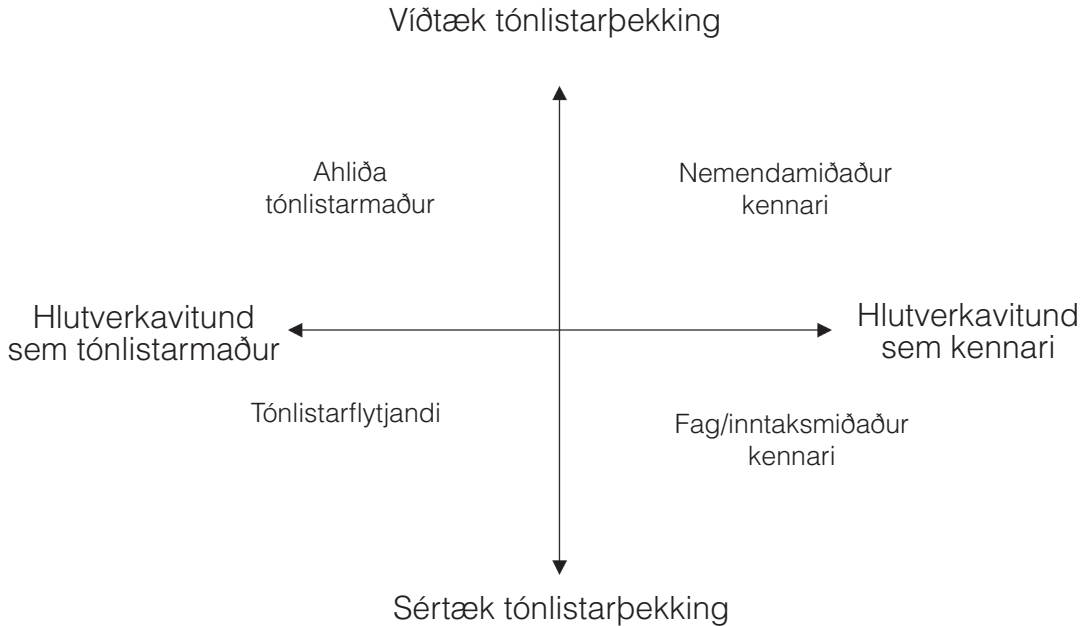 Víðtæk tónlistarþekking
Ahliða
tónlistarmaður
Nemendamiðaður
kennari
Hlutverkavitund
sem tónlistarmaður
Hlutverkavitund
sem kennari
Tónlistarflytjandi
Fag/inntaksmiðaður
kennari
Sértæk tónlistarþekking